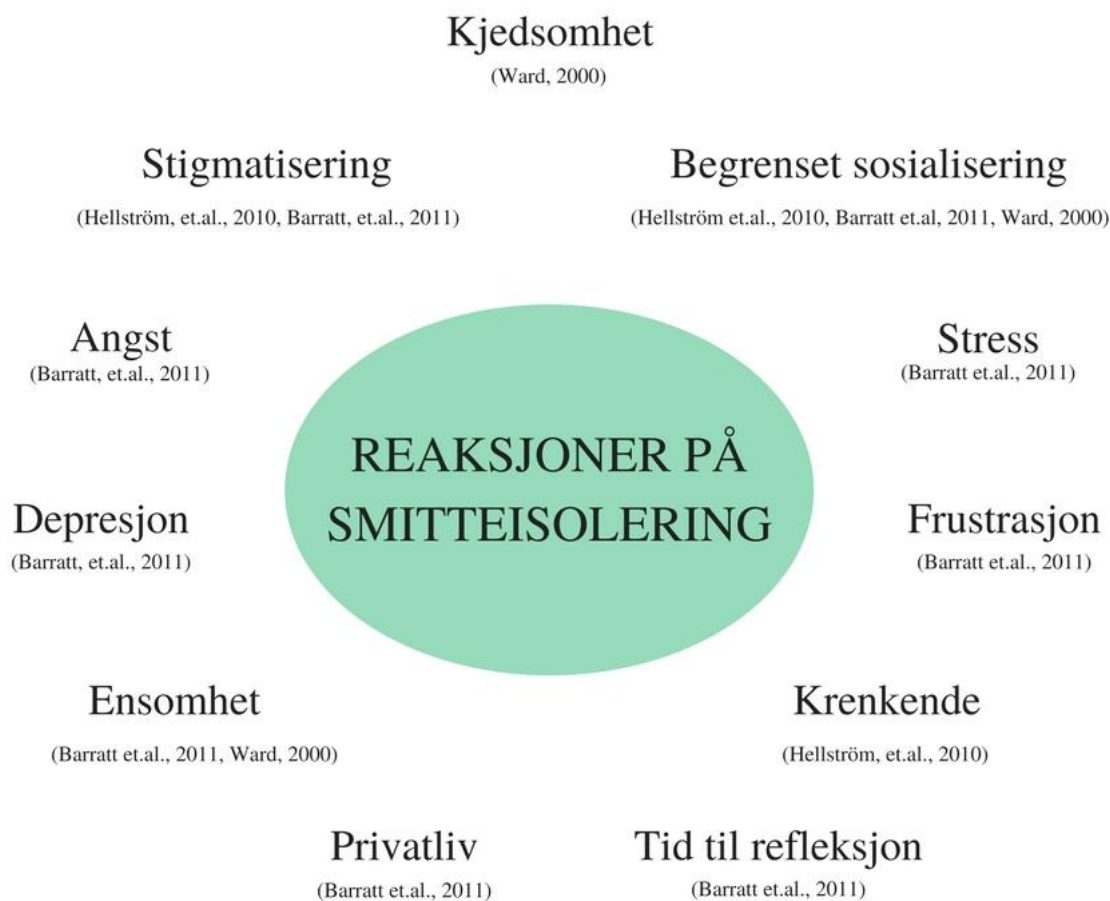 Kjedsomhet
(Ward, 2000)
Stigmatisering
(Hellström, et.al., 2010, Barratt, et.al., 2011)
Begrenset sosialisering
(Hellström et.al. 2010, Barratt et.al, 2011, Ward, 2000)
Angst
(Barratt, et.al., 2011)
Stress
(Barratt et.al., 2011)
REAKSJONER PÅ
SMITTEISOLERING
Depresjon
(Barratt, et.al., 2011)
Frustrasjon
(Barratt et.al., 2011)
Ensomhet
(Barratt et.al., 2011, Ward, 2000)
Krenkende
(Hellström, et.al., 2010)
Privatliv
(Barratt et.al., 2011)
Tid til refleksjon
(Barratt et.al., 2011)